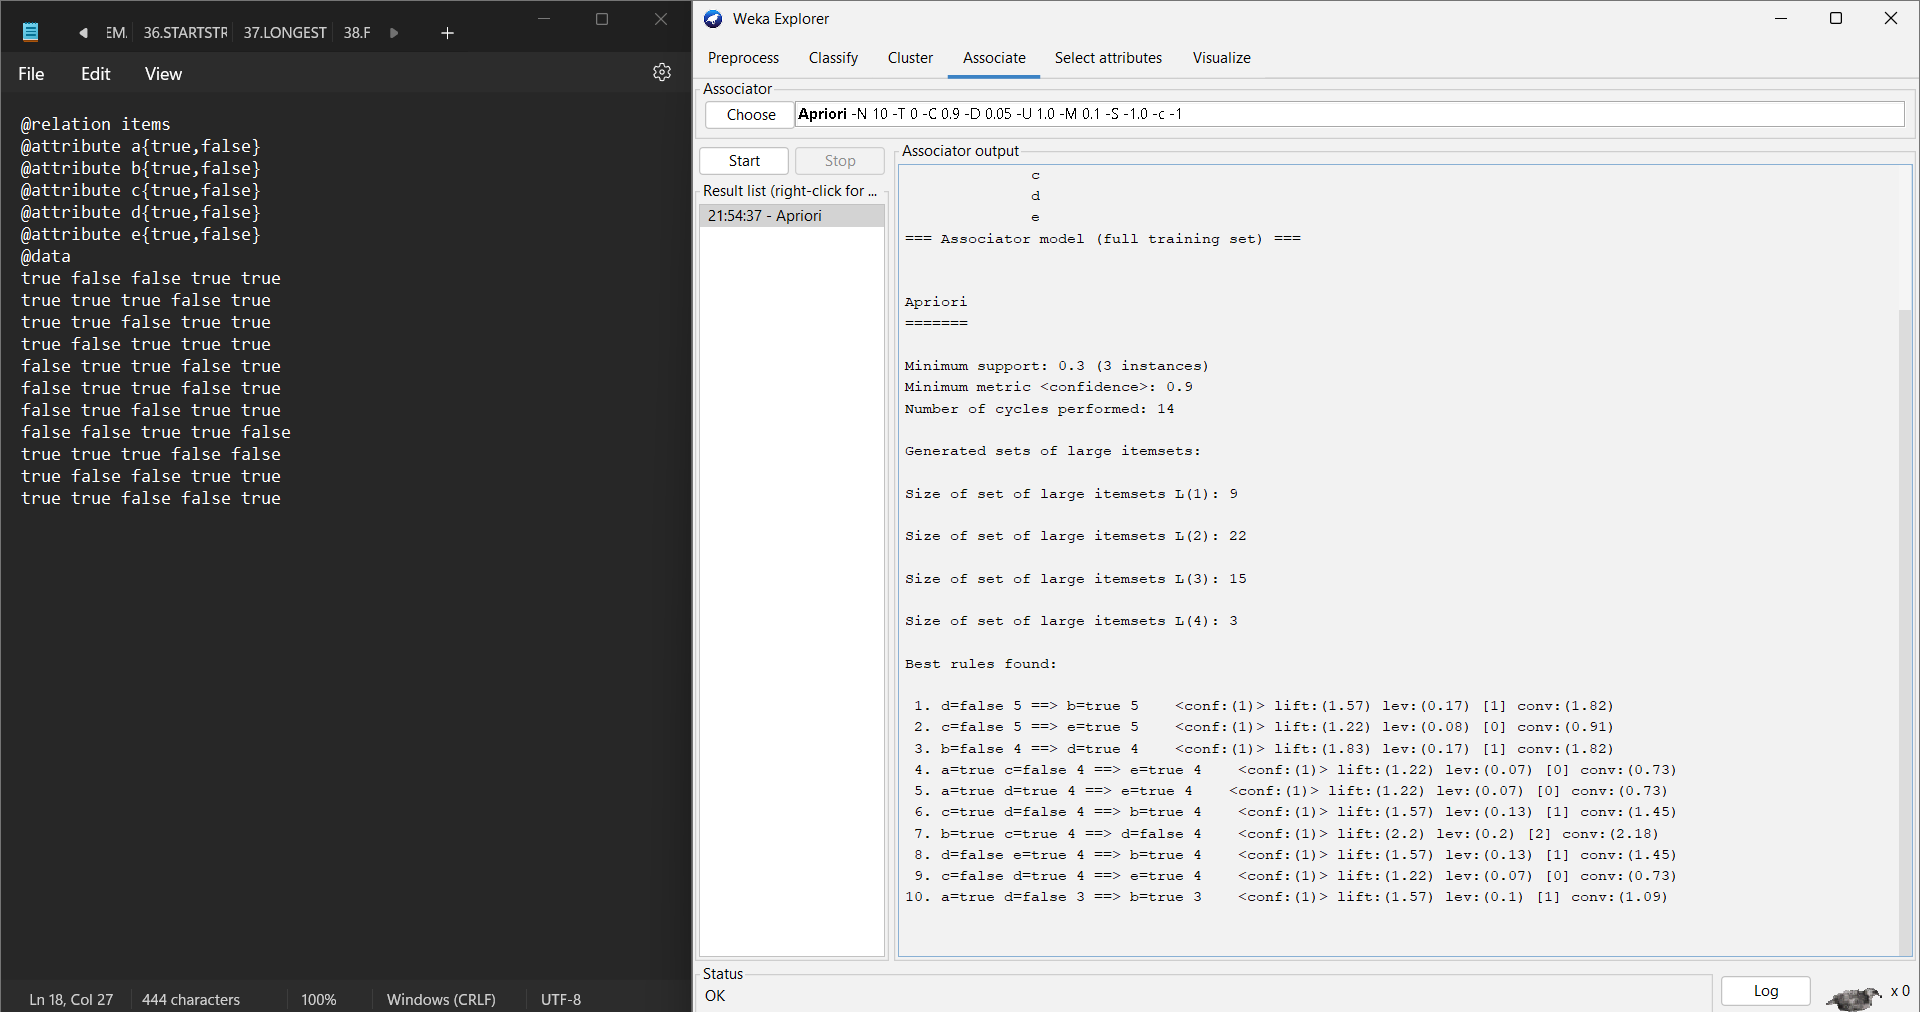 EM. 36.STARTSTR 37.LONGEST 38.F
File Edit View
@relation items
@attribute a{true,false}
@attribute b{true,false}
@attribute c{true,false}
@attribute d{true,false}
@attribute e{true,false}
@data
true false false true true
true true true false true
true true false true true
true false true true true
false true true false true
false true true false true
false true false true true
false false true true false
true true true false false
true false false true true
true true false false true
Ln 18, Col 27 444 characters 100% Windows (CRLF) UTF-8
Weka Explorer
Preprocess Classify Cluster Associate Select attributes Visualize
Associator
Choose Apriori -N 10 -T 0 -C 0.9 -D 0.05 -U 1.0 -M 0.1 -S -1.0 -c -1
Start Stop
Result list (right-click for ...
21:54:37 - Apriori
Associator output
c
d
e
=== Associator model (full training set) ===
Apriori
=======
Minimum support: 0.3 (3 instances)
Minimum metric <confidence>: 0.9
Number of cycles performed: 14
Generated sets of large itemsets:
Size of set of large itemsets L(1): 9
Size of set of large itemsets L(2): 22
Size of set of large itemsets L(3): 15
Size of set of large itemsets L(4): 3
Best rules found:
1. d=false 5 ==> b=true 5 <conf:(1)> lift:(1.57) lev:(0.17) [1] conv:(1.82)
2. c=false 5 ==> e=true 5 <conf:(1)> lift:(1.22) lev:(0.08) [0] conv:(0.91)
3. b=false 4 ==> d=true 4 <conf:(1)> lift:(1.83) lev:(0.17) [1] conv:(1.82)
4. a=true c=false 4 ==> e=true 4 <conf:(1)> lift:(1.22) lev:(0.07) [0] conv:(0.73)
5. a=true d=true 4 ==> e=true 4 <conf:(1)> lift:(1.22) lev:(0.07) [0] conv:(0.73)
6. c=true d=false 4 ==> b=true 4 <conf:(1)> lift:(1.57) lev:(0.13) [1] conv:(1.45)
7. b=true c=true 4 ==> d=false 4 <conf:(1)> lift:(2.2) lev:(0.2) [2] conv:(2.18)
8. d=false e=true 4 ==> b=true 4 <conf:(1)> lift:(1.57) lev:(0.13) [1] conv:(1.45)
9. c=false d=true 4 ==> e=true 4 <conf:(1)> lift:(1.22) lev:(0.07) [0] conv:(0.73)
10. a=true d=false 3 ==> b=true 3 <conf:(1)> lift:(1.57) lev:(0.1) [1] conv:(1.09)
Status
OK
Log x 0